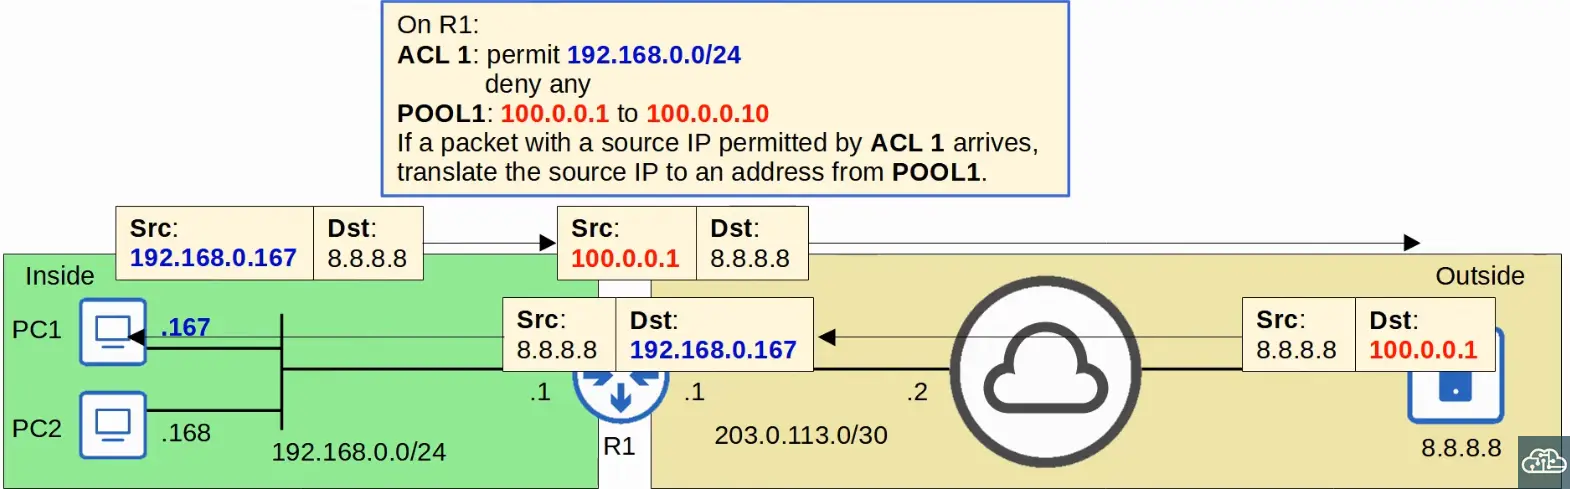 On R1:
ACL 1: permit 192.168.0.0/24
deny any
POOL1: 100.0.0.1 to 100.0.0.10
If a packet with a source IP permitted by ACL 1 arrives,
translate the source IP to an address from POOL1.
Src: Dst:
192.168.0.167 8.8.8.8
Src: Dst:
100.0.0.1 8.8.8.8
Inside
Outside
PC1
.167
Src: Dst:
8.8.8.8 192.168.0.167
Src: Dst:
8.8.8.8 100.0.0.1
.1
.1
.2
PC2
.168
192.168.0.0/24
R1
203.0.113.0/30
8.8.8.8